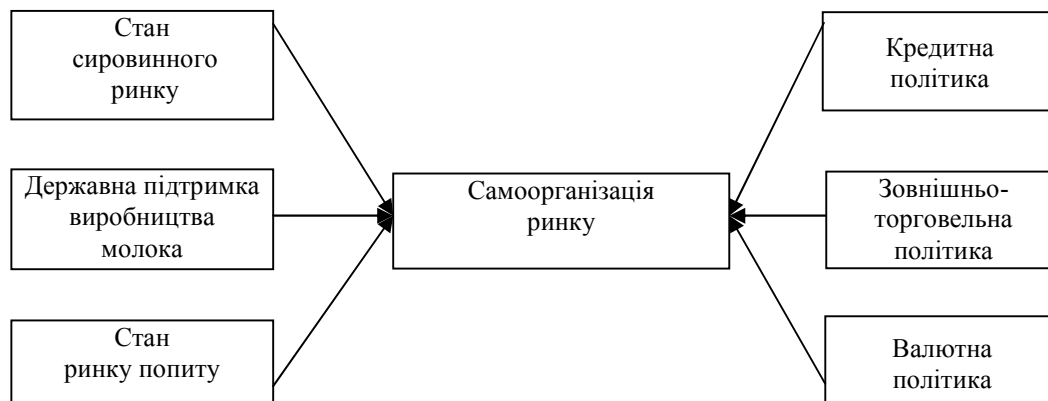 Стан
сировинного
ринку
Державна підтримка
виробництва
молока
Стан
ринку попиту
Самоорганізація
ринку
Кредитна
політика
Зовнішньо-
торговельна
політика
Валютна
політика